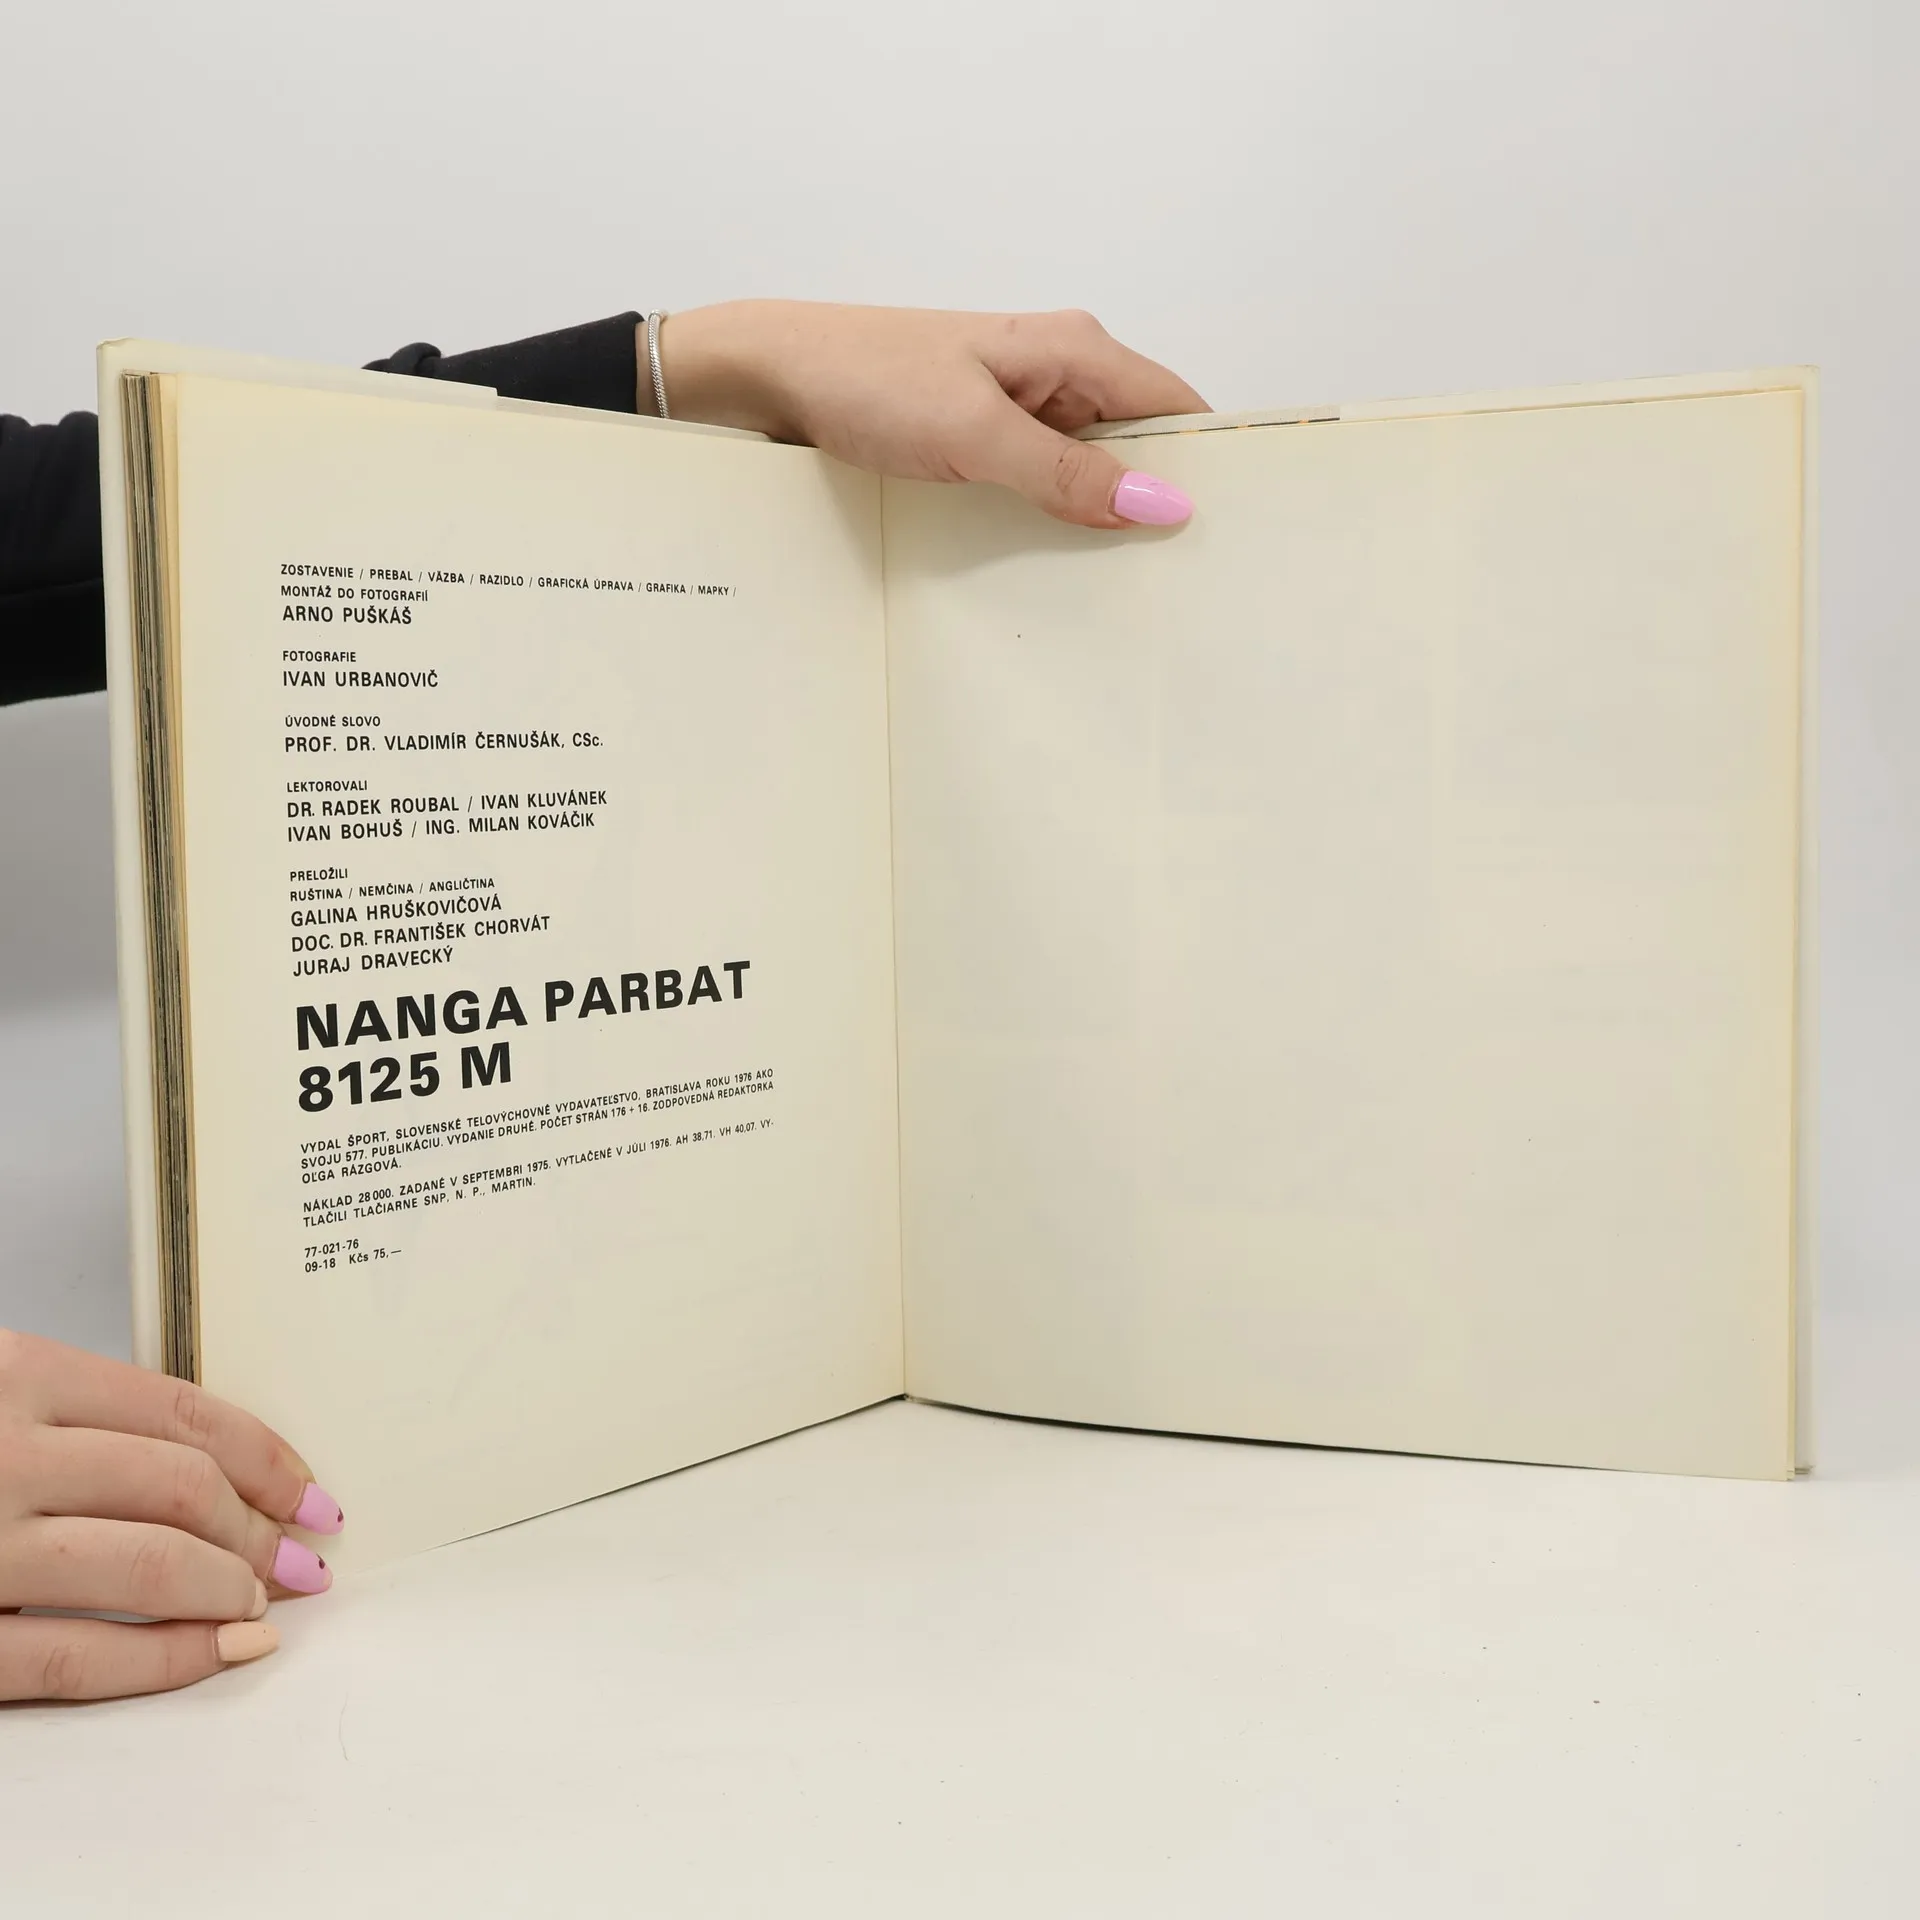 ZOSTAVENIE / PREBAL / VÄZBA / RAZIDLO / GRAFICKÁ ÚPRAVA / GRAFIKA / MAPKY /
MONTÁŽ DO FOTOGRAFIÍ
ARNO PUŠKÁŠ
FOTOGRAFIE
IVAN URBANOVIČ
ÚVODNÉ SLOVO
PROF. DR. VLADIMÍR ČERNUŠÁK, CSc.
LEKTOROVALI
DR. RADEK ROUBAL / IVAN KLUVÁNEK
IVAN BOHUŠ / ING. MILAN KOVÁČIK
PRELOŽILI
RUŠTINA / NEMČINA / ANGLIČTINA
GALINA HRUŠKOVIČOVÁ
DOC. DR. FRANTIŠEK CHORVÁT
JURAJ DRAVECKÝ
NANGA PARBAT
8125 M
VYDAL ŠPORT, SLOVENSKÉ TELOVÝCHOVNÉ VYDAVATEĽSTVO, BRATISLAVA ROKU 1976 AKO
SVOJU 577. PUBLIKÁCIU. VYDANIE DRUHÉ. POČET STRÁN 176 + 16. ZODPOVEDNÁ REDAKTORKA
OĽGA RÁZGOVÁ.
NÁKLAD 28 000. ZADANÉ V SEPTEMBRI 1975. VYTLAČENÉ V JÚLI 1976. AH 38,71. VH 40,07. VY-
TLAČILI TLAČIARNE SNP, N. P., MARTIN.
77-021-76
09-18 Kčs 75,—